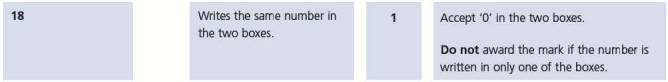 18
Writes the same number in
the two boxes.
1
Accept ‘0’ in the two boxes.
Do not award the mark if the number is
written in only one of the boxes.